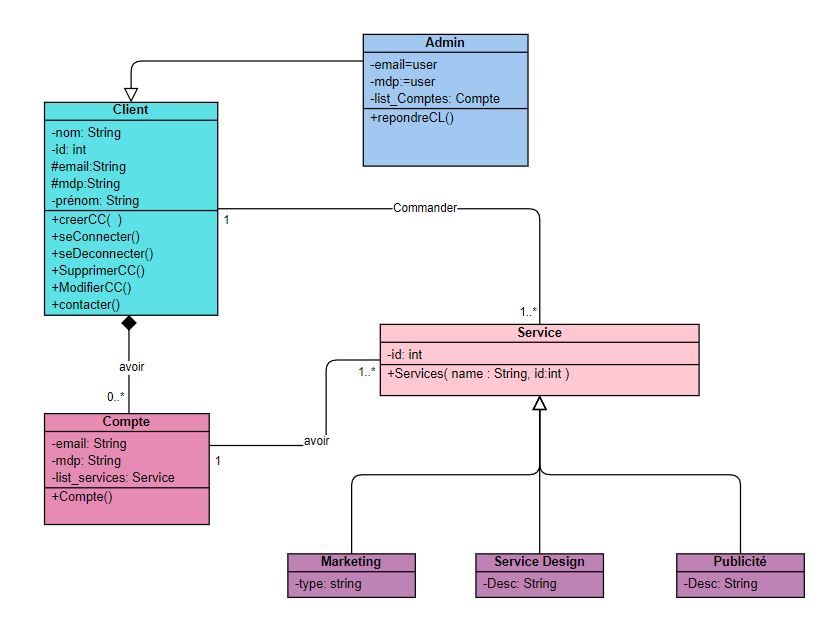 Admin
-email=user
-mdp:=user
-list_Comptes: Compte
+repondreCL()
Client
-nom: String
-id: int
#email:String
#mdp:String
-prénom: String
+creerCC(  )
+seConnecter()
+seDeconnecter()
+SupprimerCC()
+ModifierCC()
+contacter()
Commander
1
1..*
Service
-id: int
+Services( name : String, id:int )
avoir
0..*
1..*
Compte
-email: String
-mdp: String
-list_services: Service
+Compte()
avoir
1
Marketing
-type: string
Service Design
-Desc: String
Publicité
-Desc: String